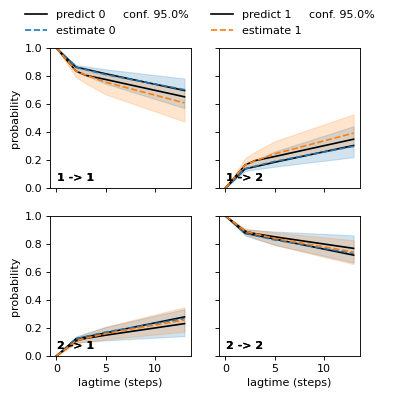 predict 0 conf. 95.0% predict 1 conf. 95.0%
estimate 0 estimate 1
1.0
0.8
0.6
0.4
0.2
0.0
probability
1 -> 1
1 -> 2
1.0
0.8
0.6
0.4
0.2
0.0
probability
2 -> 1
2 -> 2
0 5 10 0 5 10
lagtime (steps) lagtime (steps)